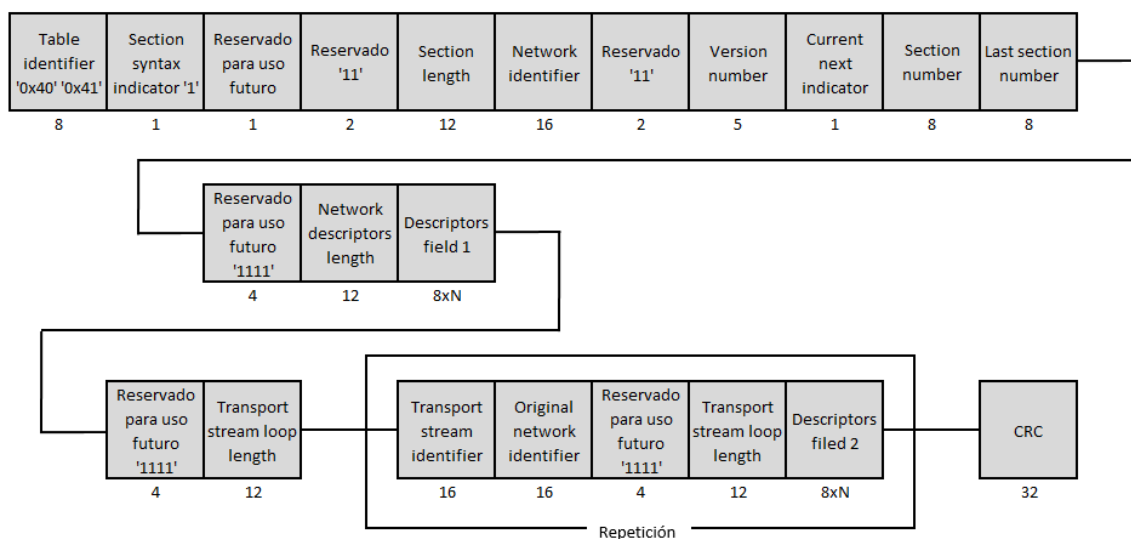 Table
identifier
'0x40' '0x41'
Section
syntax
indicator '1'
Reservado
para uso
futuro
Reservado
'11'
Section
length
Network
identifier
Reservado
'11'
Version
number
Current
next
indicator
Section
number
Last section
number
8
1
1
2
12
16
2
5
1
8
8
Reservado
para uso
futuro
'1111'
Network
descriptors
length
Descriptors
field 1
4
12
8xN
Reservado
para uso
futuro
'1111'
Transport
stream loop
length
Transport
stream
identifier
Original
network
identifier
Reservado
para uso
futuro
'1111'
Transport
stream loop
length
Descriptors
filed 2
CRC
4
12
16
16
4
12
8xN
32
Repetición